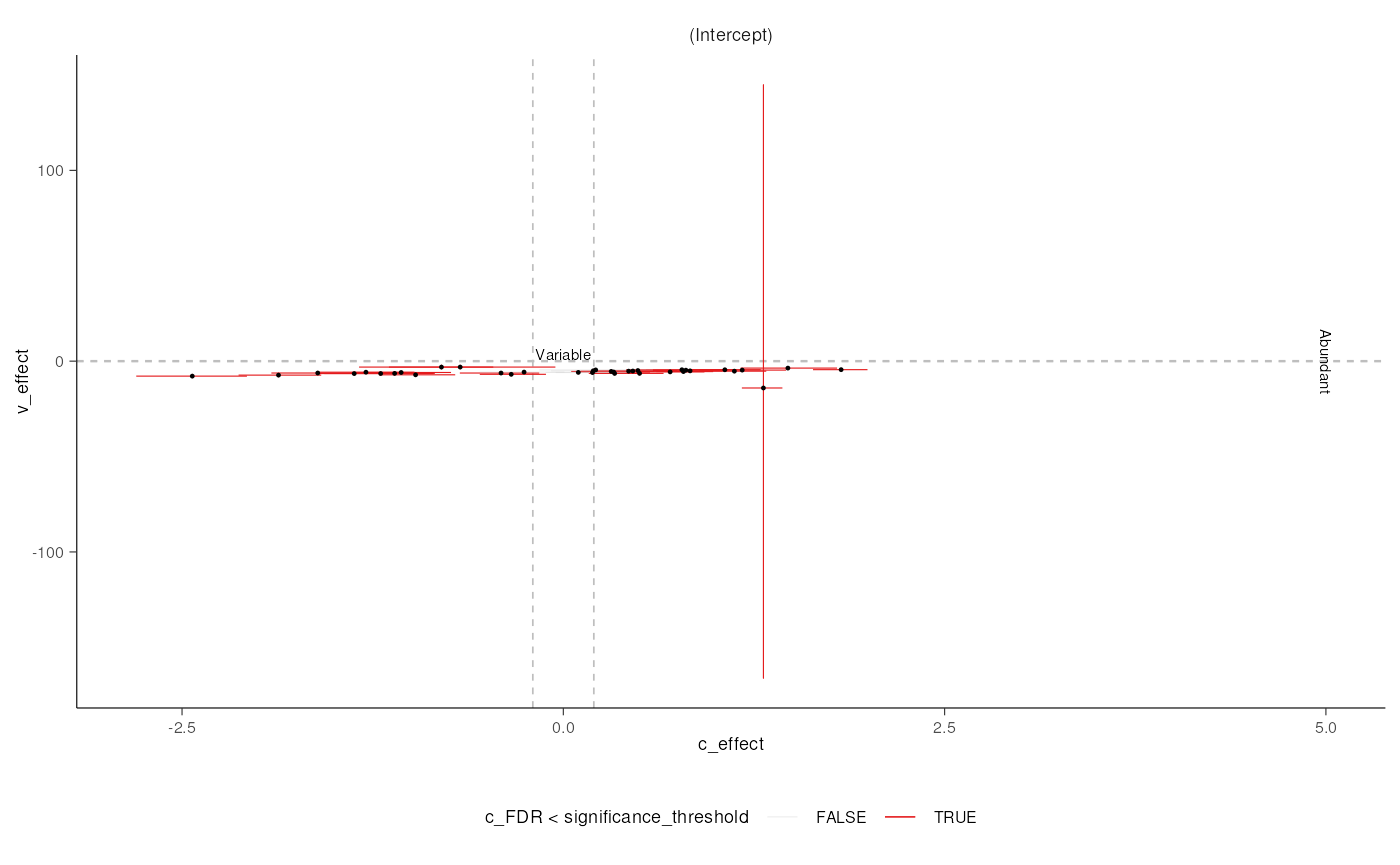 (Intercept)
v_effect
100
0
-100
Variable
Abundant
-2.5
0.0
2.5
5.0
c_effect
c_FDR < significance_threshold FALSE TRUE